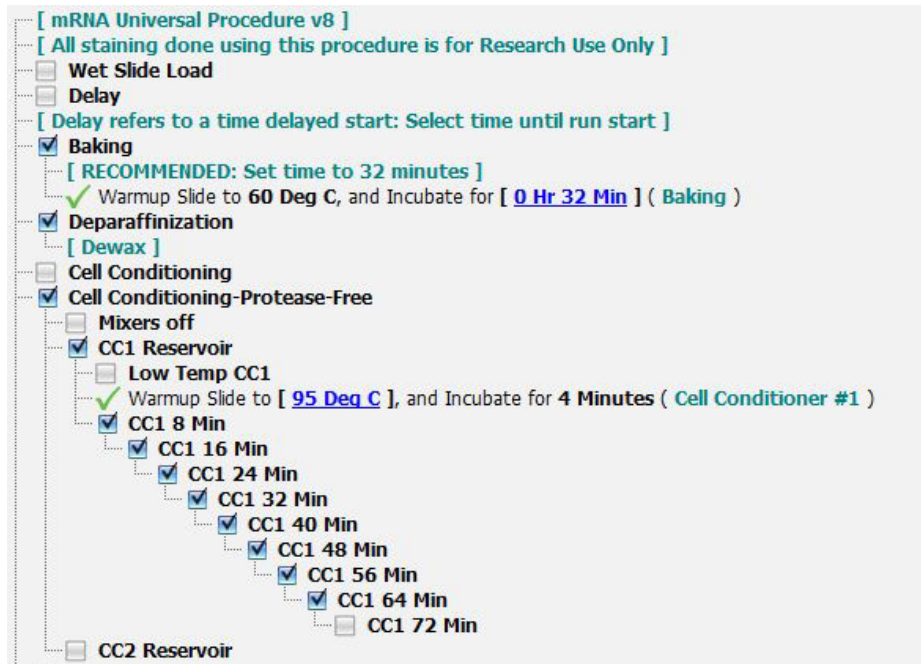 [ mRNA Universal Procedure v8 ]
[ All staining done using this procedure is for Research Use Only ]
Wet Slide Load
Delay
[ Delay refers to a time delayed start: Select time until run start ]
Baking
[ RECOMMENDED: Set time to 32 minutes ]
Warmup Slide to 60 Deg C, and Incubate for [ 0 Hr 32 Min ] ( Baking )
Deparaffinization
[ Dewax ]
Cell Conditioning
Cell Conditioning-Protease-Free
Mixers off
CC1 Reservoir
Low Temp CC1
Warmup Slide to [ 95 Deg C ], and Incubate for 4 Minutes ( Cell Conditioner #1 )
CC1 8 Min
CC1 16 Min
CC1 24 Min
CC1 32 Min
CC1 40 Min
CC1 48 Min
CC1 56 Min
CC1 64 Min
CC1 72 Min
CC2 Reservoir